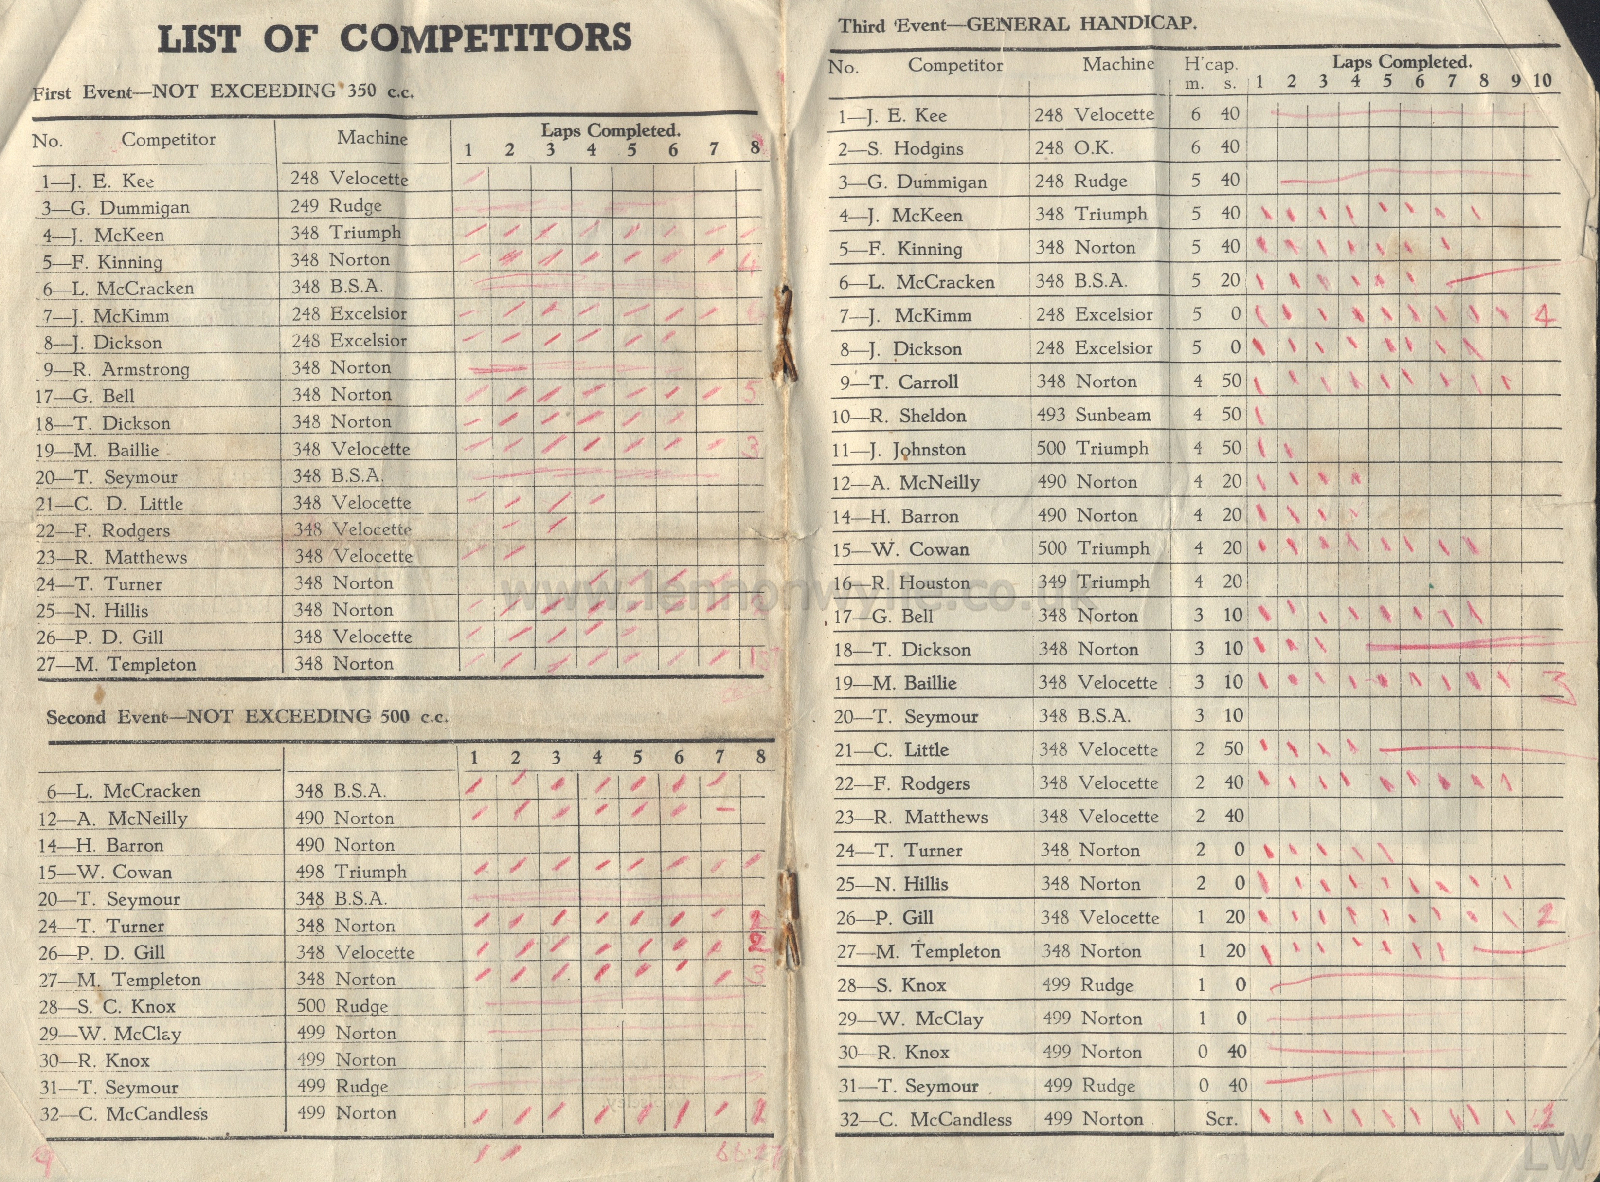 LIST OF COMPETITORS
First Event—NOT EXCEEDING 350 c.c.
No. Competitor Machine Laps Completed.
1 2 3 4 5 6 7 8
1—J. E. Kee 248 Velocette
3—G. Dummigan 249 Rudge
4—J. McKeen 348 Triumph
5—F. Kinning 348 Norton 4
6—L. McCracken 348 B.S.A.
7—J. McKimm 248 Excelsior
8—J. Dickson 248 Excelsior
9—R. Armstrong 348 Norton
17—G. Bell 348 Norton 5
18—T. Dickson 348 Norton
19—M. Baillie 348 Velocette 3
20—T. Seymour 348 B.S.A.
21—C. D. Little 348 Velocette
22—F. Rodgers 348 Velocette
23—R. Matthews 348 Velocette
24—T. Turner 348 Norton
25—N. Hillis 348 Norton
26—P. D. Gill 348 Velocette
27—M. Templeton 348 Norton
Second Event—NOT EXCEEDING 500 c.c.
1 2 3 4 5 6 7 8
6—L. McCracken 348 B.S.A.
12—A. McNeilly 490 Norton
14—H. Barron 490 Norton
15—W. Cowan 498 Triumph
20—T. Seymour 348 B.S.A.
24—T. Turner 348 Norton
26—P. D. Gill 348 Velocette 2
27—M. Templeton 348 Norton 3
28—S. C. Knox 500 Rudge
29—W. McClay 499 Norton
30—R. Knox 499 Norton
31—T. Seymour 499 Rudge
32—C. McCandless 499 Norton
Third Event—GENERAL HANDICAP.
No. Competitor Machine H'cap. Laps Completed.
m. s. 1 2 3 4 5 6 7 8 9 10
1—J. E. Kee 248 Velocette 6 40
2—S. Hodgins 248 O.K. 6 40
3—G. Dummigan 248 Rudge 5 40
4—J. McKeen 348 Triumph 5 40
5—F. Kinning 348 Norton 5 40
6—L. McCracken 348 B.S.A. 5 20
7—J. McKimm 248 Excelsior 5 0 4
8—J. Dickson 248 Excelsior 5 0
9—T. Carroll 348 Norton 4 50
10—R. Sheldon 493 Sunbeam 4 50
11—J. Johnston 500 Triumph 4 50
12—A. McNeilly 490 Norton 4 20
14—H. Barron 490 Norton 4 20
15—W. Cowan 500 Triumph 4 20
16—R. Houston 349 Triumph 4 20
17—G. Bell 348 Norton 3 10
18—T. Dickson 348 Norton 3 10
19—M. Baillie 348 Velocette 3 10 3
20—T. Seymour 348 B.S.A. 3 10
21—C. Little 348 Velocette 2 50
22—F. Rodgers 348 Velocette 2 40
23—R. Matthews 348 Velocette 2 40
24—T. Turner 348 Norton 2 0
25—N. Hillis 348 Norton 2 0
26—P. Gill 348 Velocette 1 20 2
27—M. Templeton 348 Norton 1 20
28—S. Knox 499 Rudge 1 0
29—W. McClay 499 Norton 1 0
30—R. Knox 499 Norton 0 40
31—T. Seymour 499 Rudge 0 40
32—C. McCandless 499 Norton Scr.
www.lennonwylie.co.uk
LW